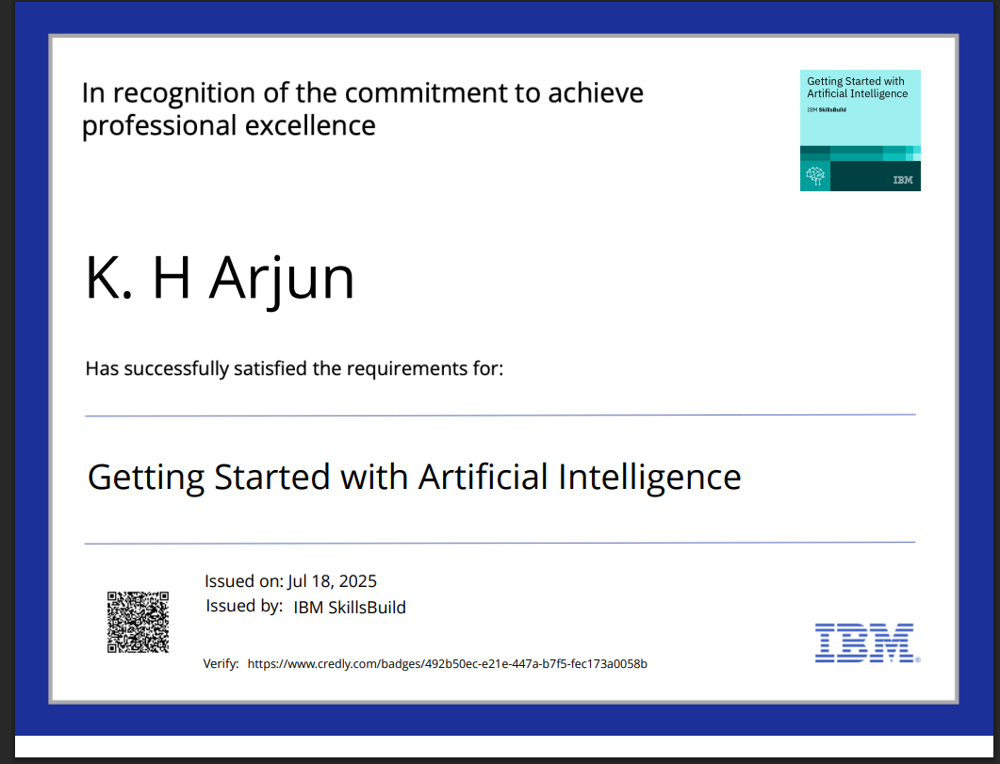 In recognition of the commitment to achieve
professional excellence
Getting Started with
Artificial Intelligence
IBM SkillsBuild
IBM
K. H Arjun
Has successfully satisfied the requirements for:
Getting Started with Artificial Intelligence
Issued on: Jul 18, 2025
Issued by: IBM SkillsBuild
Verify: https://www.credly.com/badges/492b50ec-e21e-447a-b7f5-fec173a0058b
IBM®